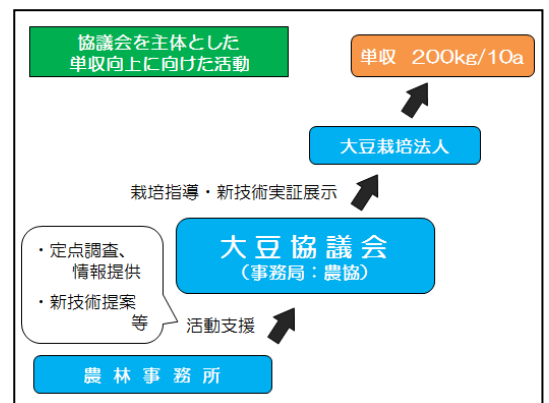 協議会を主体とした
単収向上に向けた活動
単収 200kg/10a
大豆栽培法人
栽培指導・新技術実証展示
大豆協議会
（事務局：農協）
・定点調査、
情報提供
・新技術提案
等
活動支援
農林事務所